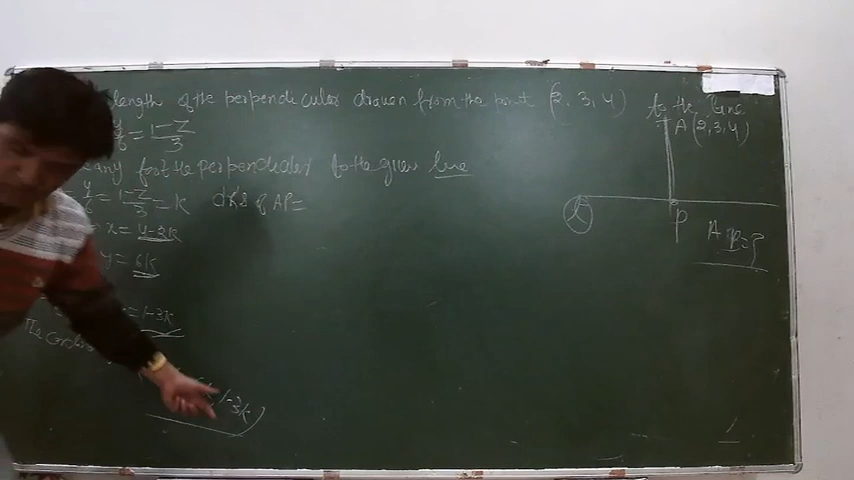 length of the perpendicular drawn from the point (2, 3, 4) to the line
y/6 = 1-z/3
A (2,3,4)
any foot the perpendicular to the given line
y/6 = 1-z/3 = k dr's of AP=
x = 4-2k
l
P
AP=?
y = 6k
= 1-3k
The
1-3k)